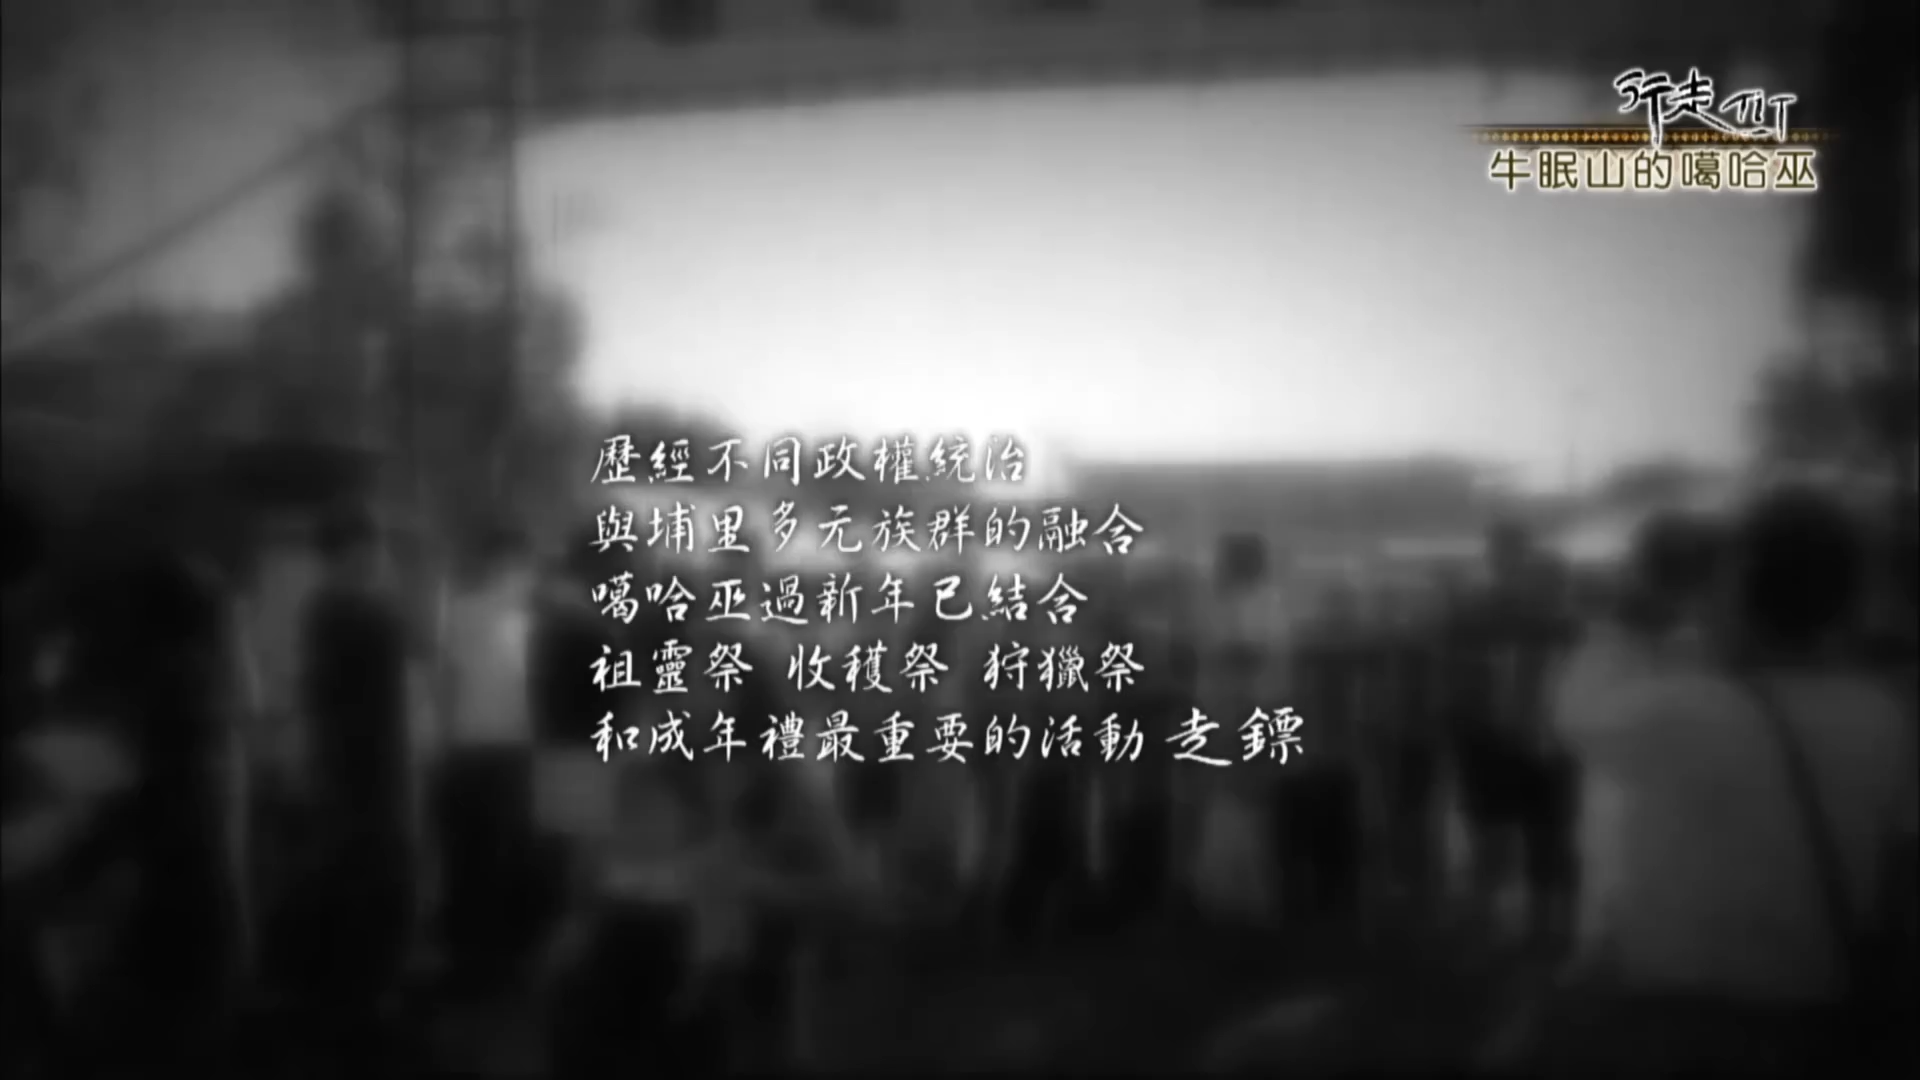 行走TIT
牛眠山的噶哈巫
歷經不同政權統治
與埔里多元族群的融合
噶哈巫過新年已結合
祖靈祭 收穫祭 狩獵祭
和成年禮最重要的活動 走鏢